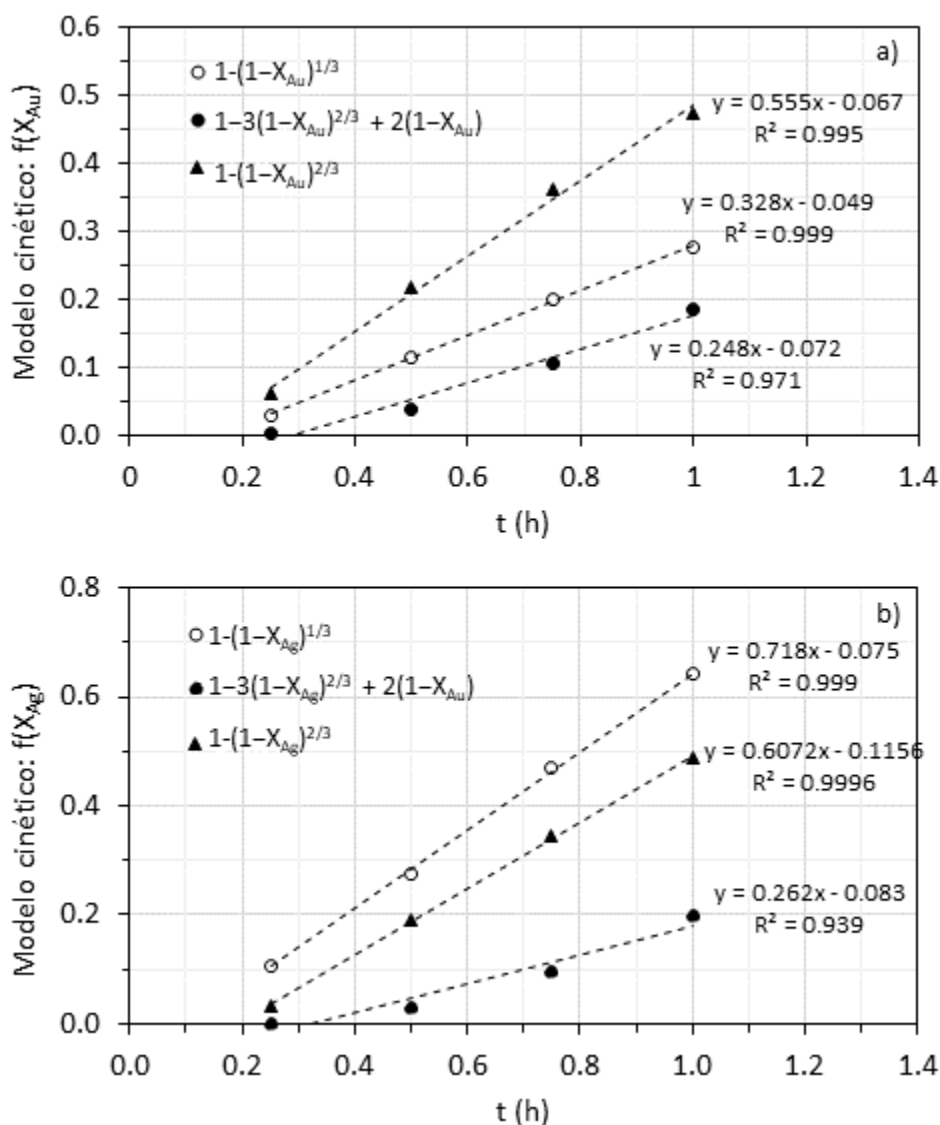 a)
Modelo cinético: f(X_Au)
0.6
0.5
0.4
0.3
0.2
0.1
0.0
1-(1–X_Au)^1/3
1–3(1–X_Au)^2/3 + 2(1–X_Au)
1-(1–X_Au)^2/3
y = 0.555x - 0.067
R² = 0.995
y = 0.328x - 0.049
R² = 0.999
y = 0.248x - 0.072
R² = 0.971
0 0.2 0.4 0.6 0.8 1 1.2 1.4
t (h)
b)
Modelo cinético: f(X_Ag)
0.8
0.6
0.4
0.2
0.0
1-(1–X_Ag)^1/3
1–3(1–X_Ag)^2/3 + 2(1–X_Au)
1-(1–X_Ag)^2/3
y = 0.718x - 0.075
R² = 0.999
y = 0.6072x - 0.1156
R² = 0.9996
y = 0.262x - 0.083
R² = 0.939
0.0 0.2 0.4 0.6 0.8 1.0 1.2 1.4
t (h)